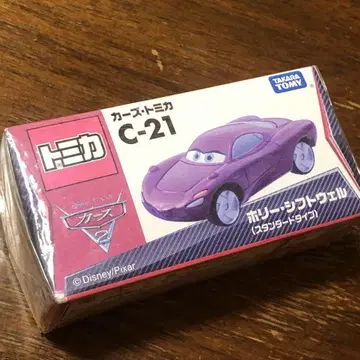 TAKARA
TOMY
カーズ・トミカ
C-21
トミカ
カーズ
2
ホリー・シフトウェル
(スタンダードタイプ)
©Disney/Pixar